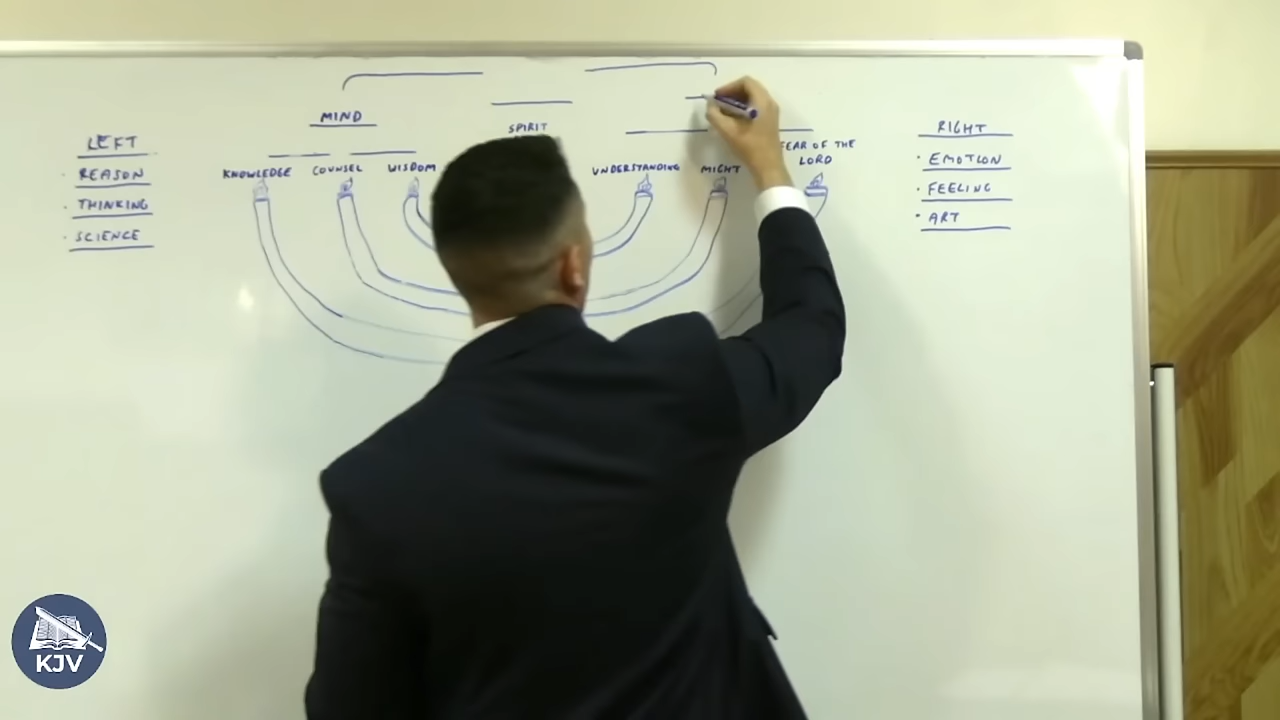 MIND
SPIRIT
LEFT
REASON
THINKING
SCIENCE
KNOWLEDGE
COUNSEL
WISDOM
UNDERSTANDING
MIGHT
FEAR OF THE
LORD
RIGHT
EMOTION
FEELING
ART
KJV